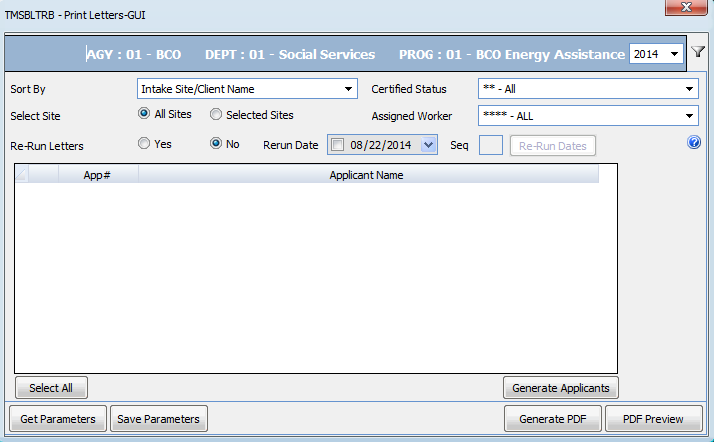 TMSBLTRB - Print Letters-GUI
AGY : 01 - BCO DEPT : 01 - Social Services PROG : 01 - BCO Energy Assistance 2014
Sort By Intake Site/Client Name Certified Status ** - All
Select Site All Sites Selected Sites Assigned Worker **** - ALL
Re-Run Letters Yes No Rerun Date 08/22/2014 Seq Re-Run Dates
App# Applicant Name
Select All Generate Applicants
Get Parameters Save Parameters Generate PDF PDF Preview